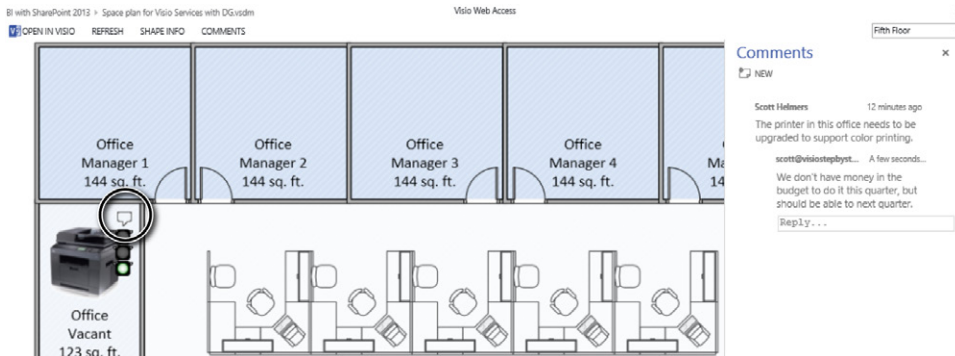 BI with SharePoint 2013 > Space plan for Visio Services with DG.vsdm
Visio Web Access
V OPEN IN VISIO REFRESH SHAPE INFO COMMENTS
Fifth Floor
Comments
NEW
Scott Helmers 12 minutes ago
The printer in this office needs to be
upgraded to support color printing.
scott@visiostepbyst... A few seconds...
We don't have money in the
budget to do it this quarter, but
should be able to next quarter.
Reply...
Office
Manager 1
144 sq. ft.
Office
Manager 2
144 sq. ft.
Office
Manager 3
144 sq. ft.
Office
Manager 4
144 sq. ft.
Ma
14
Office
Vacant
123 sq. ft.